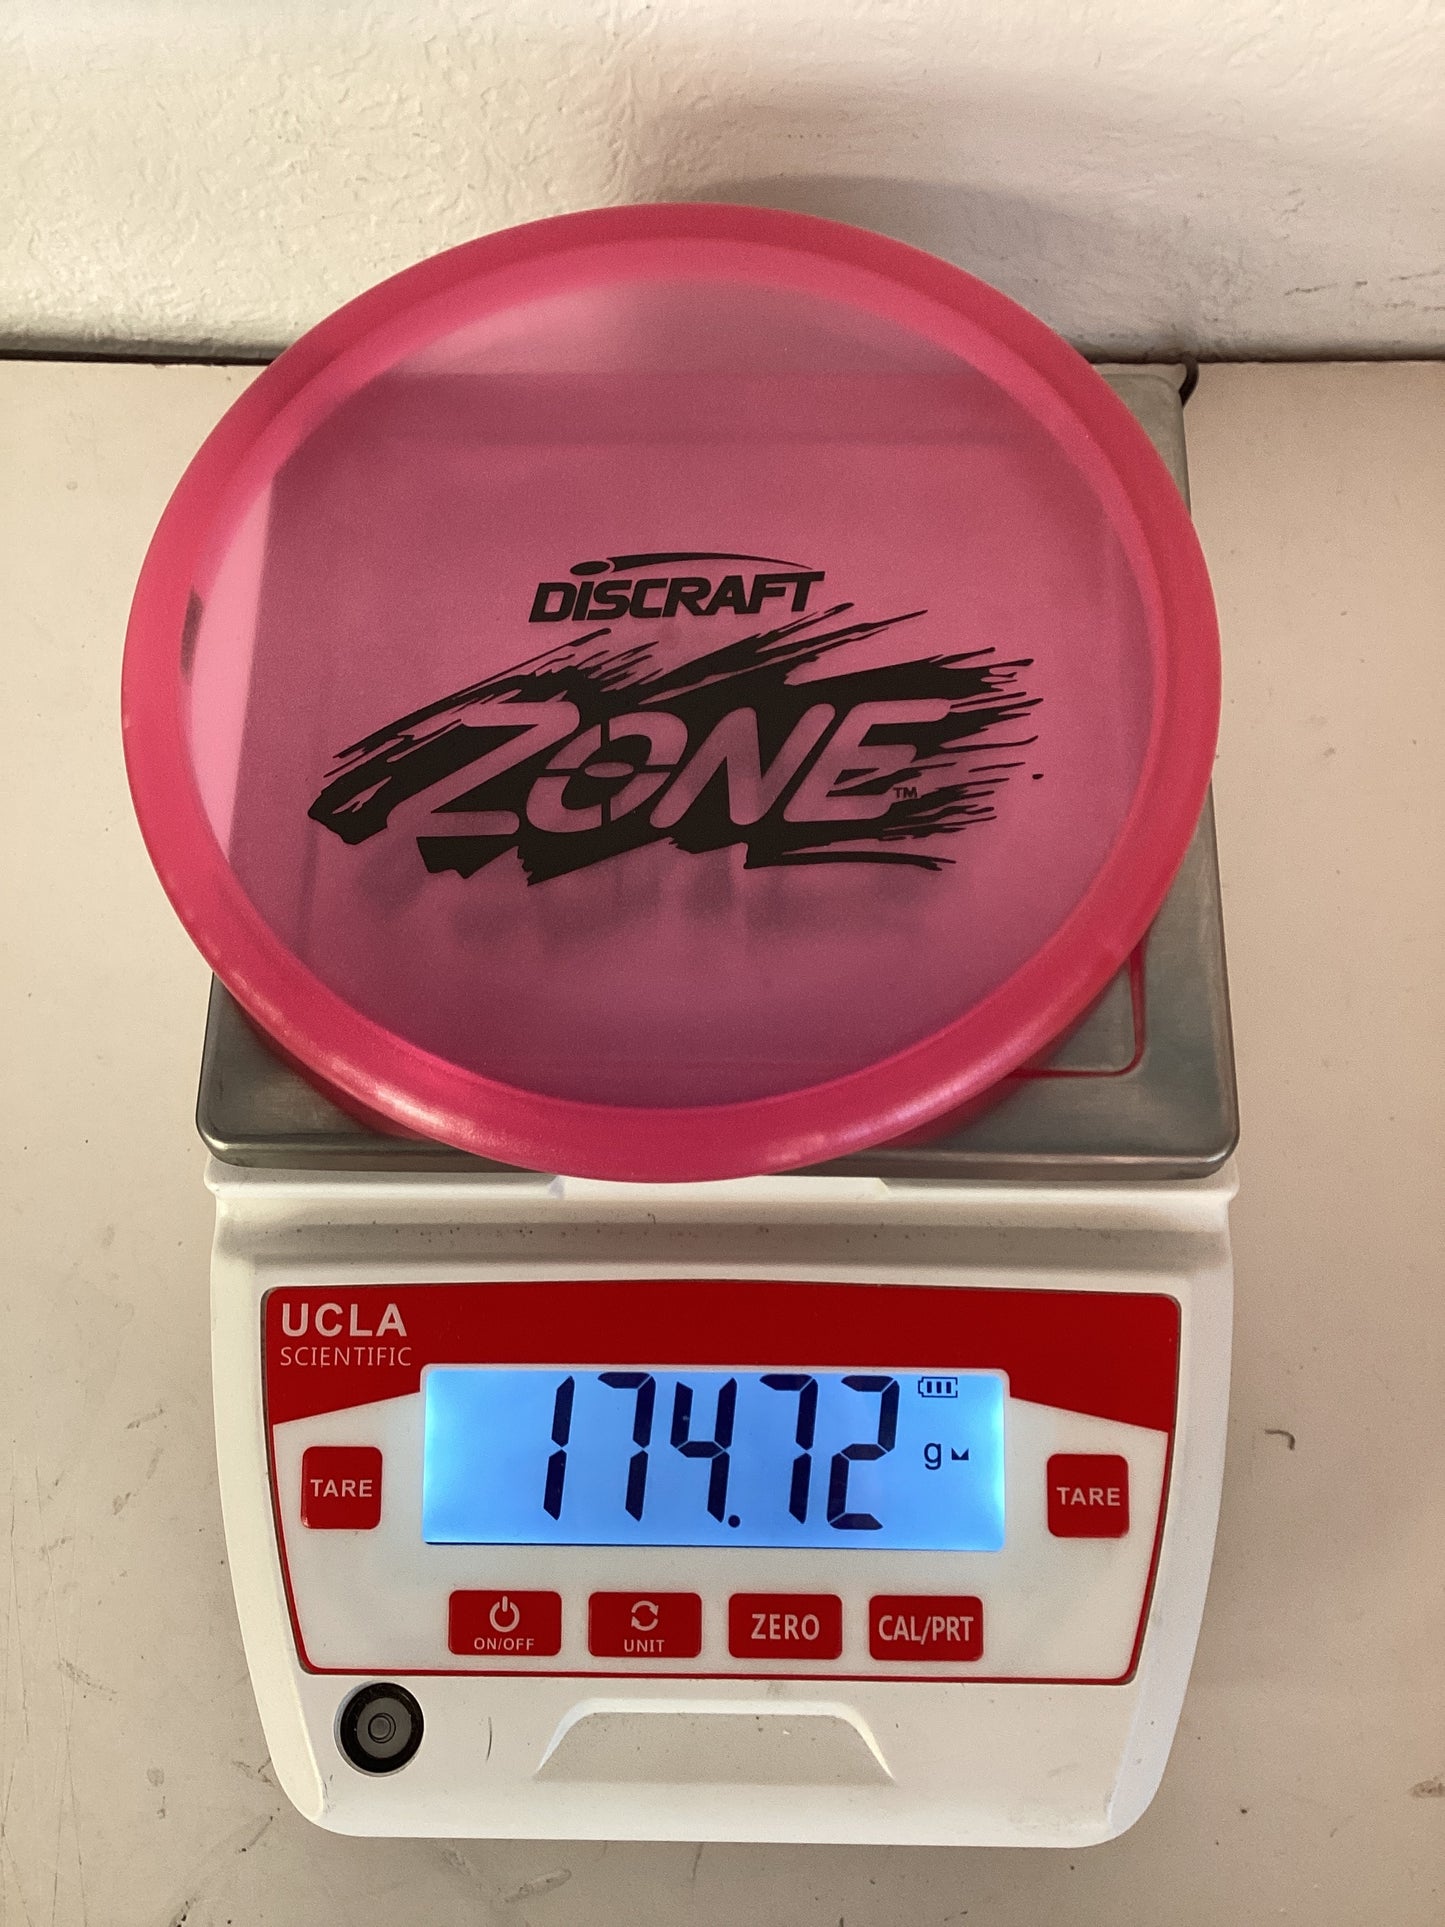 DISCRAFT
ZONE™
UCLA
SCIENTIFIC
174.72 g
TARE
TARE
ON/OFF
UNIT
ZERO
CAL/PRT